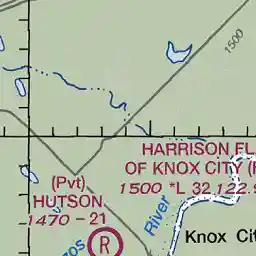 1500
HARRISON FL
OF KNOX CITY (
1500 *L 32 122.9
(Pvt)
HUTSON
1470 - 21
R
River
Knox Cit